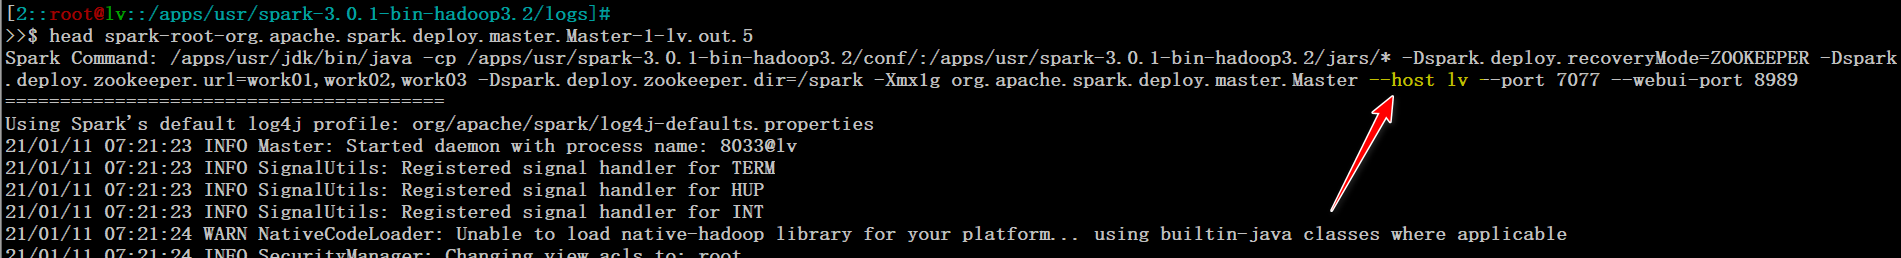 [2::root@lv::/apps/usr/spark-3.0.1-bin-hadoop3.2/logs]#
>>$ head spark-root-org.apache.spark.deploy.master.Master-1-lv.out.5
Spark Command: /apps/usr/jdk/bin/java -cp /apps/usr/spark-3.0.1-bin-hadoop3.2/conf/:/apps/usr/spark-3.0.1-bin-hadoop3.2/jars/* -Dspark.deploy.recoveryMode=ZOOKEEPER -Dspark
.deploy.zookeeper.url=work01,work02,work03 -Dspark.deploy.zookeeper.dir=/spark -Xmx1g org.apache.spark.deploy.master.Master --host lv --port 7077 --webui-port 8989
========================================
Using Spark's default log4j profile: org/apache/spark/log4j-defaults.properties
21/01/11 07:21:23 INFO Master: Started daemon with process name: 8033@lv
21/01/11 07:21:23 INFO SignalUtils: Registered signal handler for TERM
21/01/11 07:21:23 INFO SignalUtils: Registered signal handler for HUP
21/01/11 07:21:23 INFO SignalUtils: Registered signal handler for INT
21/01/11 07:21:24 WARN NativeCodeLoader: Unable to load native-hadoop library for your platform... using builtin-java classes where applicable
21/01/11 07:21:24 INFO SecurityManager: Changing view acls to: root